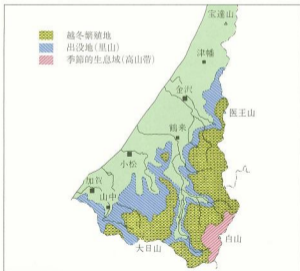 越冬繁殖地
出没地(里山)
季節的生息域(高山帯)
宝達山
津幡
金沢
医王山
鶴来
小松
加賀
山中
大日山
白山